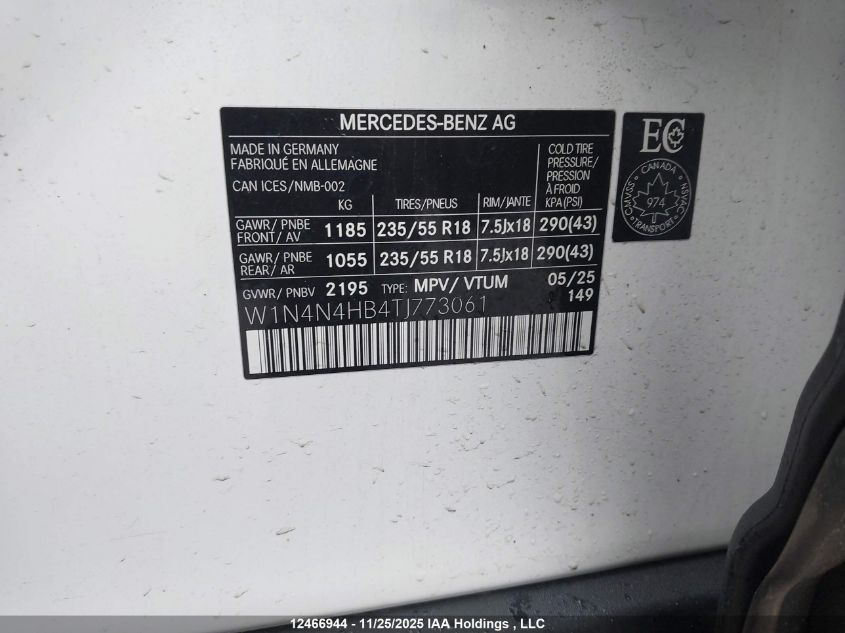 MERCEDES-BENZ AG
MADE IN GERMANY
FABRIQUÉ EN ALLEMAGNE
CAN ICES/NMB-002
COLD TIRE
PRESSURE/
PRESSION
À FROID
KG TIRES/PNEUS RIM/JANTE KPA (PSI)
GAWR/ PNBE
FRONT/ AV 1185 235/55 R18 7.5Jx18 290(43)
GAWR/ PNBE
REAR/ AR 1055 235/55 R18 7.5Jx18 290(43)
GVWR/ PNBV 2195 TYPE: MPV/ VTUM 05/25
149
W1N4N4HB4TJ773061
EC
CANADA
CMVSS 974 NSVAC
TRANSPORTC
12466944 - 11/25/2025 IAA Holdings , LLC